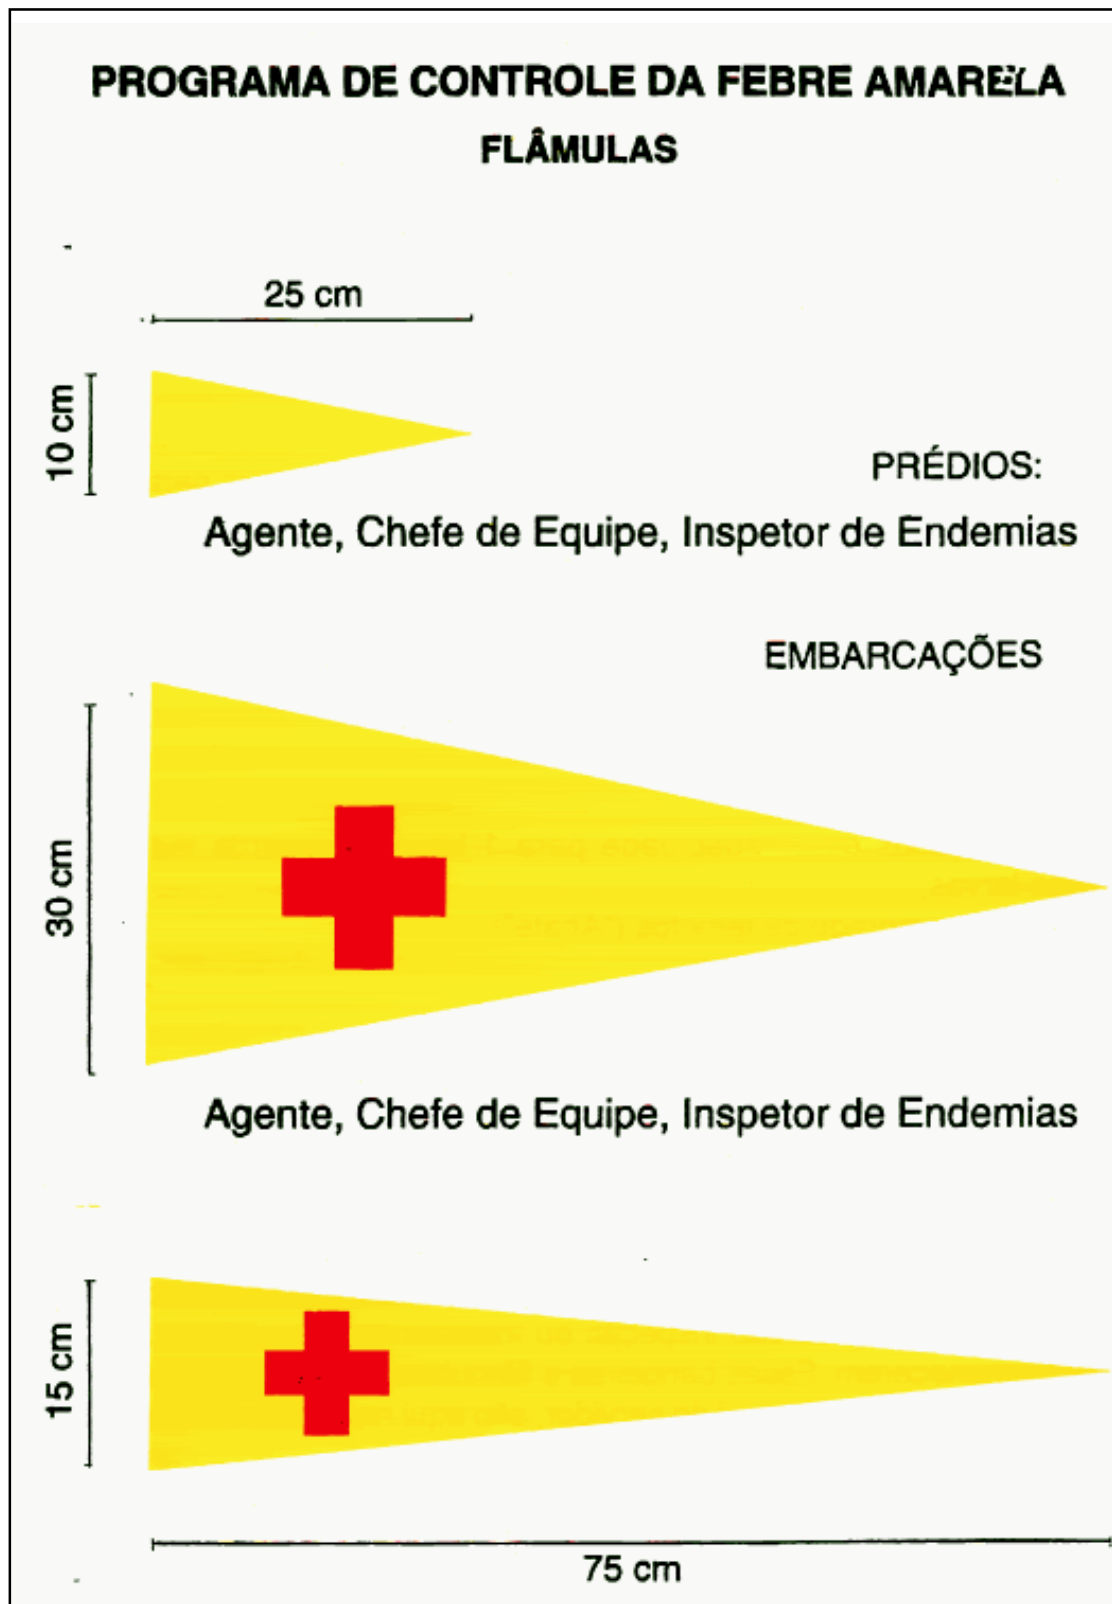 PROGRAMA DE CONTROLE DA FEBRE AMARELA
FLÂMULAS
25 cm
10 cm
PRÉDIOS:
Agente, Chefe de Equipe, Inspetor de Endemias
EMBARCAÇÕES
30 cm
Agente, Chefe de Equipe, Inspetor de Endemias
15 cm
75 cm